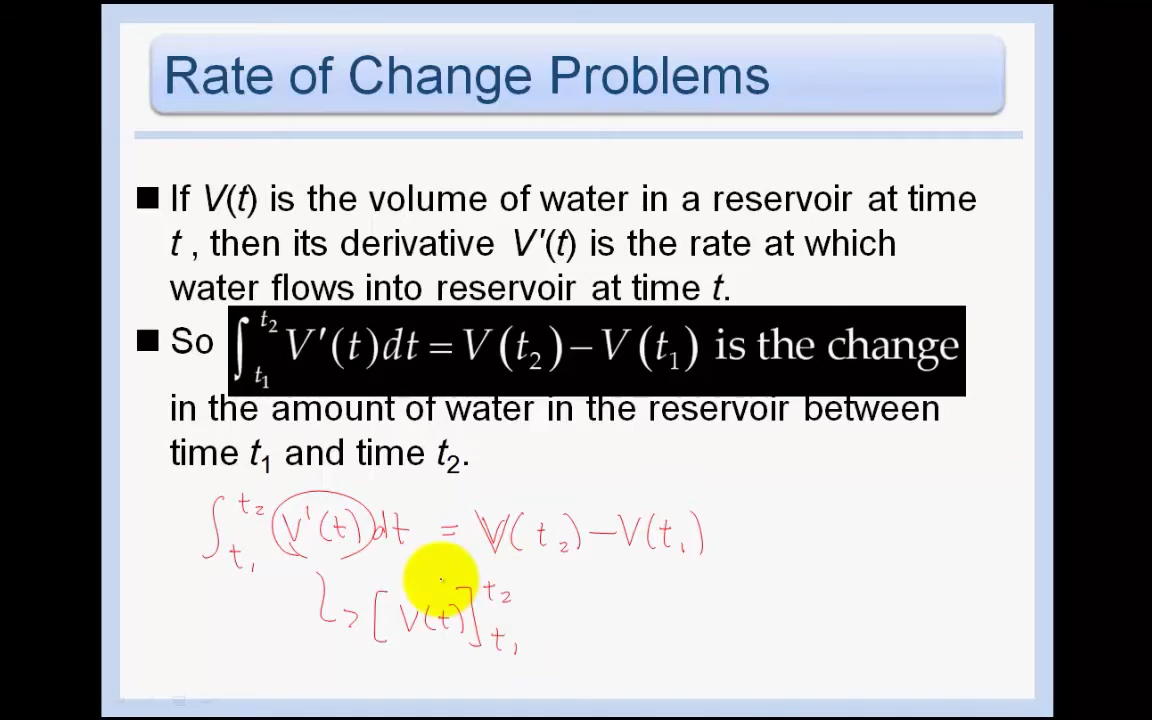 Rate of Change Problems
■ If V(t) is the volume of water in a reservoir at time
t , then its derivative V'(t) is the rate at which
water flows into reservoir at time t.
■ So ∫_{t₁}^{t₂} V'(t)dt = V(t₂) – V(t₁) is the change
in the amount of water in the reservoir between
time t₁ and time t₂.
∫_{t₁}^{t₂} V'(t)dt = V(t₂) – V(t₁)
↳ [V(t)]_{t₁}^{t₂}